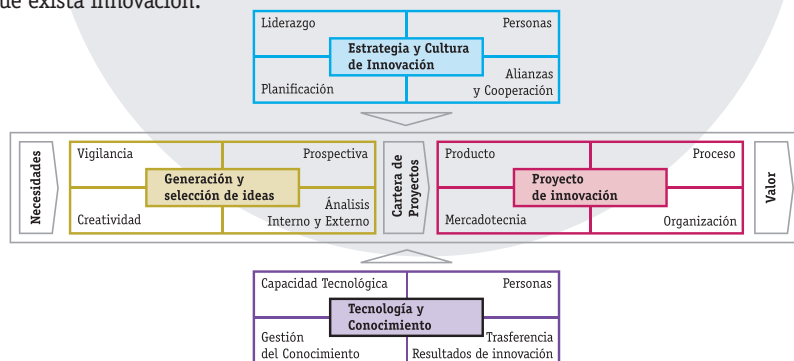 que exista innovación.
Liderazgo
Personas
Estrategia y Cultura
de Innovación
Planificación
Alianzas
y Cooperación
Necesidades
Vigilancia
Prospectiva
Generación y
selección de ideas
Creatividad
Ánalisis
Interno y Externo
Cartera de
Proyectos
Producto
Proceso
Proyecto
de innovación
Mercadotecnia
Organización
Valor
Capacidad Tecnológica
Personas
Tecnología y
Conocimiento
Gestión
del Conocimiento
Trasferencia
Resultados de innovación